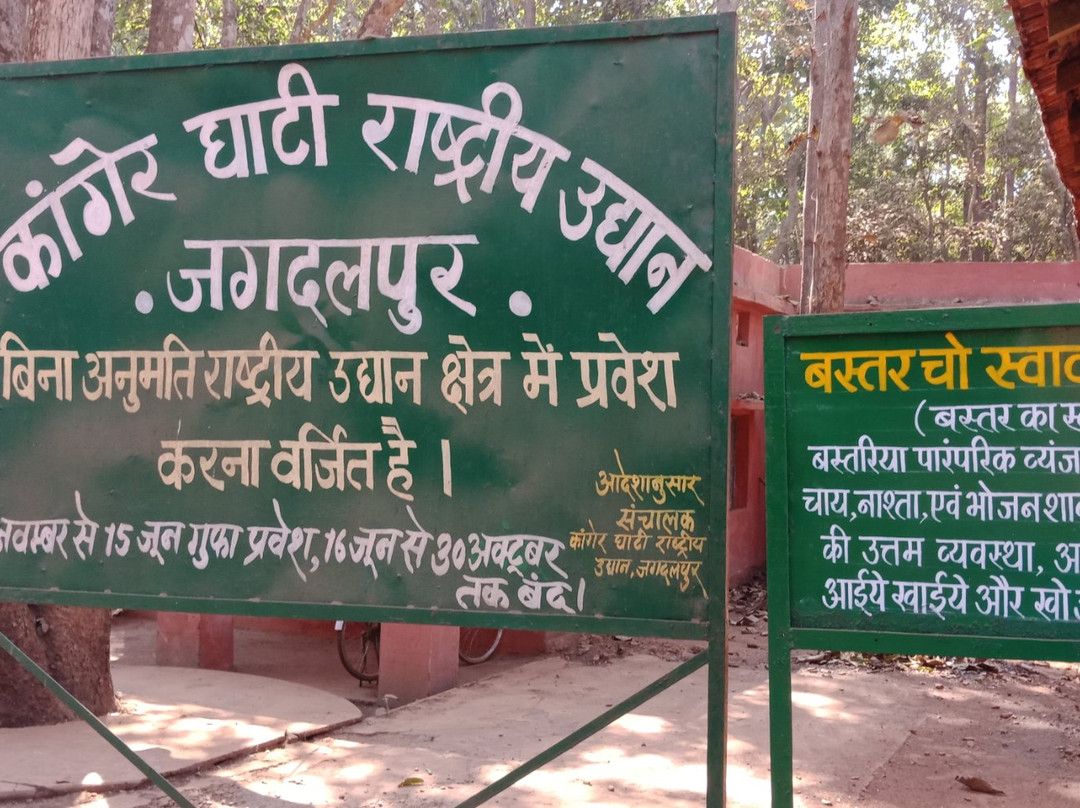 कांगेर घाटी राष्ट्रीय उद्यान
. जगदलपुर .
बिना अनुमति राष्ट्रीय उद्यान क्षेत्र में प्रवेश
करना वर्जित है ।
से 15 जून गुफा प्रवेश, 16 जून से 30 अक्टूबर
तक बंद।
आदेशानुसार
संचालक
कांगेर घाटी राष्ट्रीय
उद्यान, जगदलपुर
बस्तर चो
(बस्तर का
बस्तरिया पारंपरिक
चाय, नाश्ता, एवं
की उत्तम व्यवस्था,
आईये खाईये और